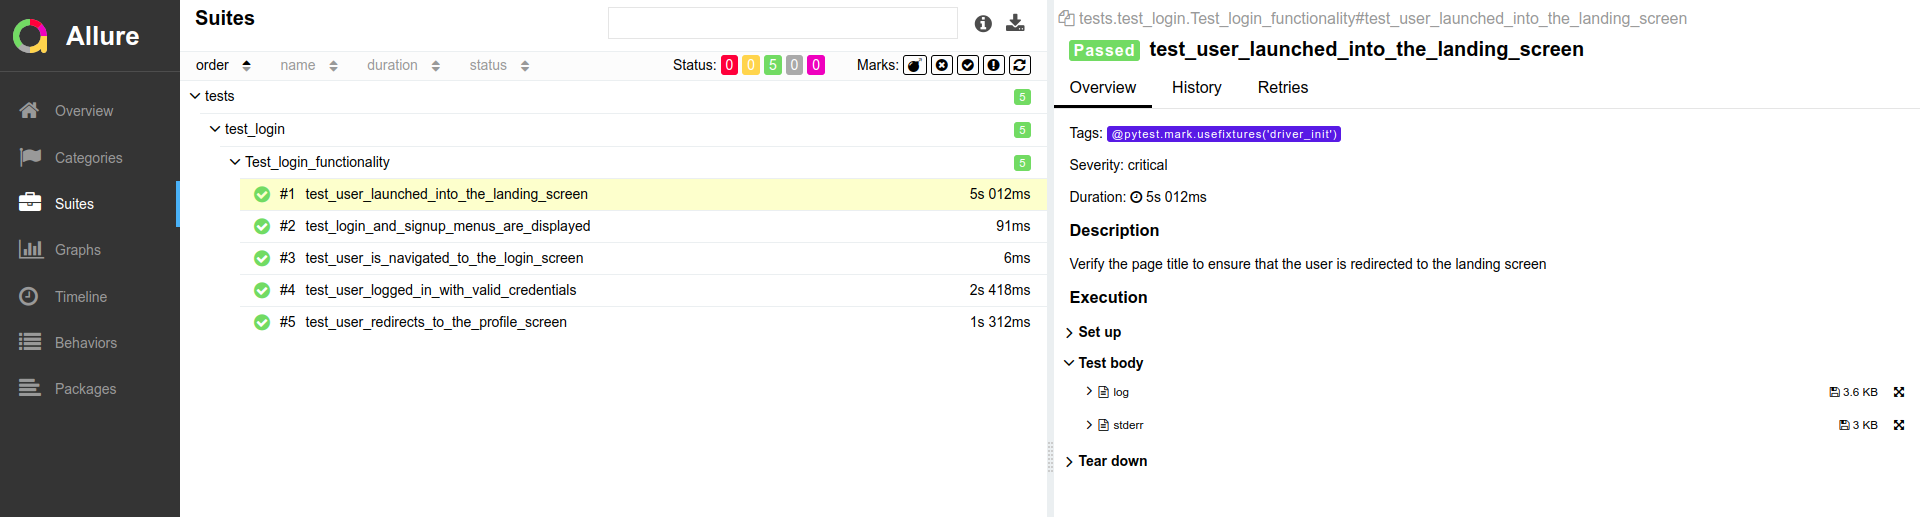 Allure
Overview
Categories
Suites
Graphs
Timeline
Behaviors
Packages
Suites
order name duration status Status: 0 0 5 0 0 Marks:
tests 5
test_login 5
Test_login_functionality 5
#1 test_user_launched_into_the_landing_screen 5s 012ms
#2 test_login_and_signup_menus_are_displayed 91ms
#3 test_user_is_navigated_to_the_login_screen 6ms
#4 test_user_logged_in_with_valid_credentials 2s 418ms
#5 test_user_redirects_to_the_profile_screen 1s 312ms
tests.test_login.Test_login_functionality#test_user_launched_into_the_landing_screen
Passed test_user_launched_into_the_landing_screen
Overview History Retries
Tags: @pytest.mark.usefixtures('driver_init')
Severity: critical
Duration: 5s 012ms
Description
Verify the page title to ensure that the user is redirected to the landing screen
Execution
Set up
Test body
log 3.6 KB
stderr 3 KB
Tear down